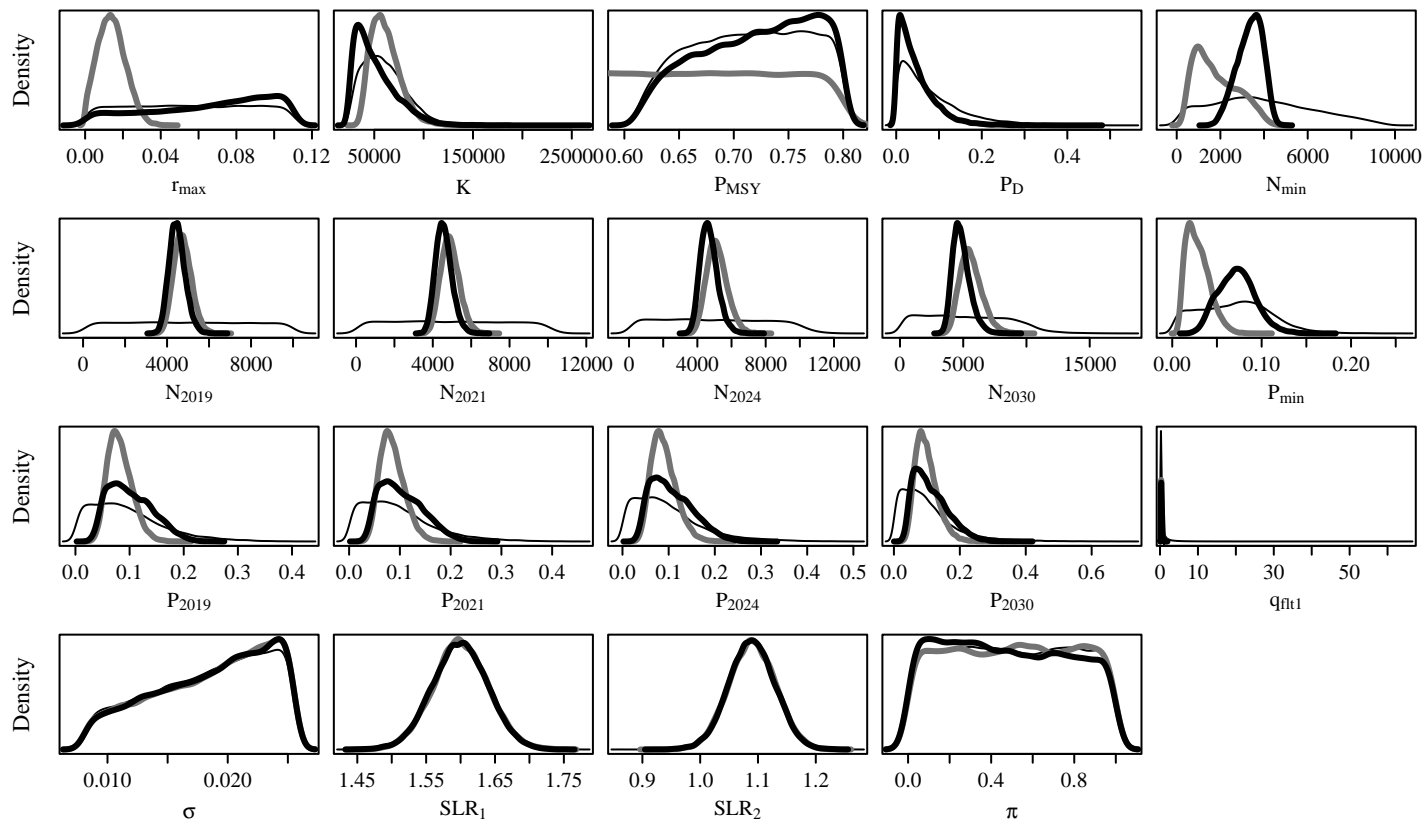 Density
0.00 0.04 0.08 0.12
r_max
50000 150000 250000
K
0.60 0.65 0.70 0.75 0.80
P_MSY
0.0 0.2 0.4
P_D
0 2000 6000 10000
N_min
Density
0 4000 8000
N_2019
0 4000 8000 12000
N_2021
0 4000 8000 12000
N_2024
0 5000 15000
N_2030
0.00 0.10 0.20
P_min
Density
0.0 0.1 0.2 0.3 0.4
P_2019
0.0 0.1 0.2 0.3 0.4
P_2021
0.0 0.1 0.2 0.3 0.4 0.5
P_2024
0.0 0.2 0.4 0.6
P_2030
0 10 30 50
q_flt1
Density
0.010 0.020
σ
1.45 1.55 1.65 1.75
SLR_1
0.9 1.0 1.1 1.2
SLR_2
0.0 0.4 0.8
π